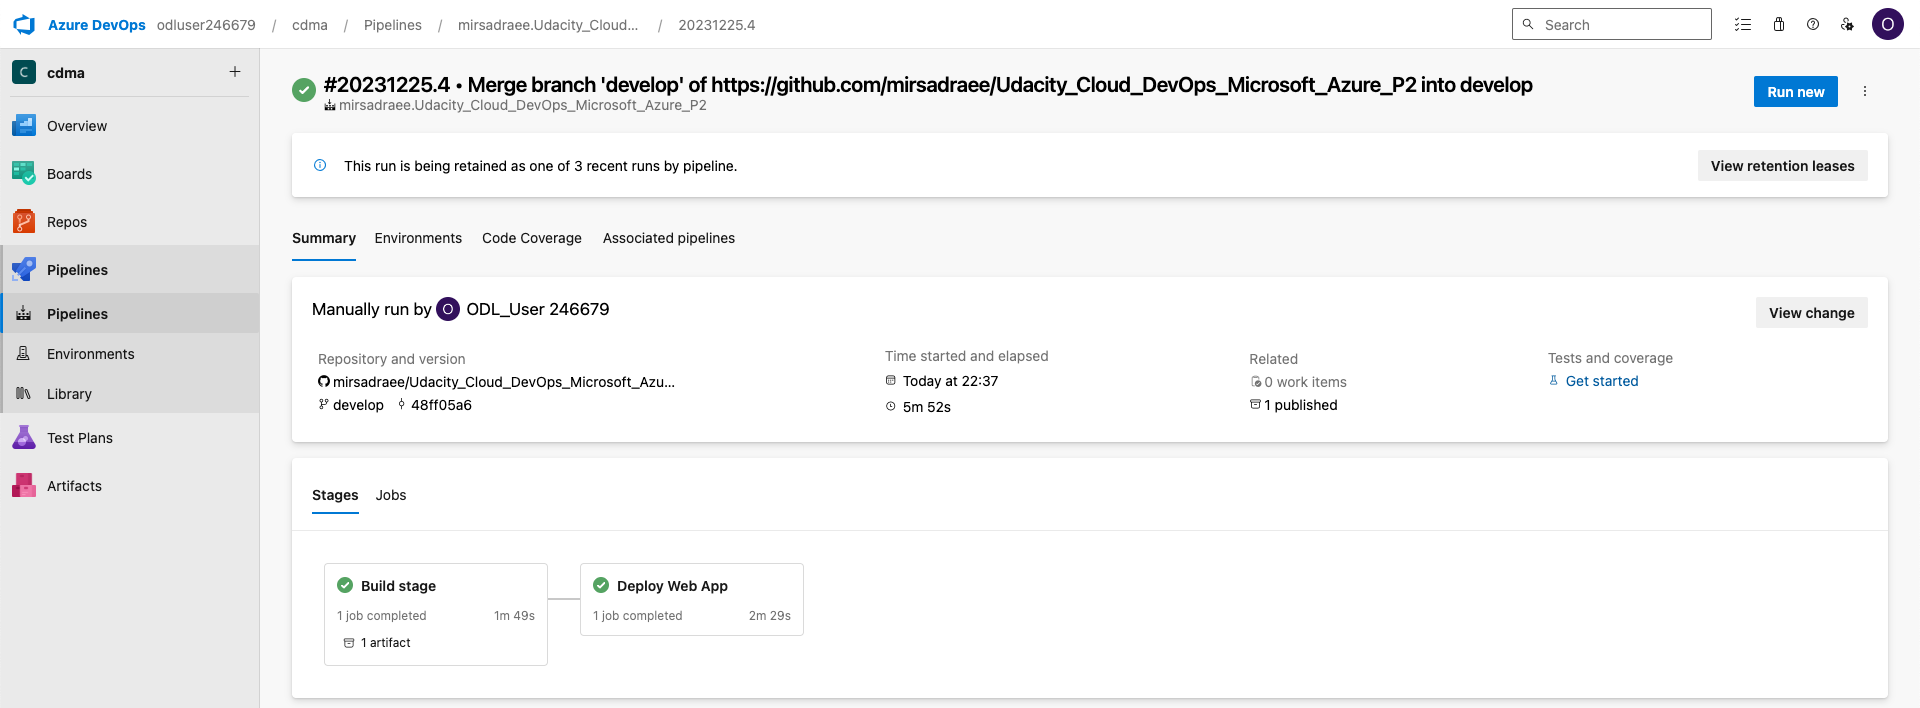 Azure DevOps odluser246679 / cdma / Pipelines / mirsadraee.Udacity_Cloud... / 20231225.4
Search
O
C cdma
Overview
Boards
Repos
Pipelines
Pipelines
Environments
Library
Test Plans
Artifacts
#20231225.4 • Merge branch 'develop' of https://github.com/mirsadraee/Udacity_Cloud_DevOps_Microsoft_Azure_P2 into develop
mirsadraee.Udacity_Cloud_DevOps_Microsoft_Azure_P2
Run new
This run is being retained as one of 3 recent runs by pipeline.
View retention leases
Summary Environments Code Coverage Associated pipelines
Manually run by O ODL_User 246679
View change
Repository and version
mirsadraee/Udacity_Cloud_DevOps_Microsoft_Azu...
develop 48ff05a6
Time started and elapsed
Today at 22:37
5m 52s
Related
0 work items
1 published
Tests and coverage
Get started
Stages Jobs
Build stage
1 job completed 1m 49s
1 artifact
Deploy Web App
1 job completed 2m 29s